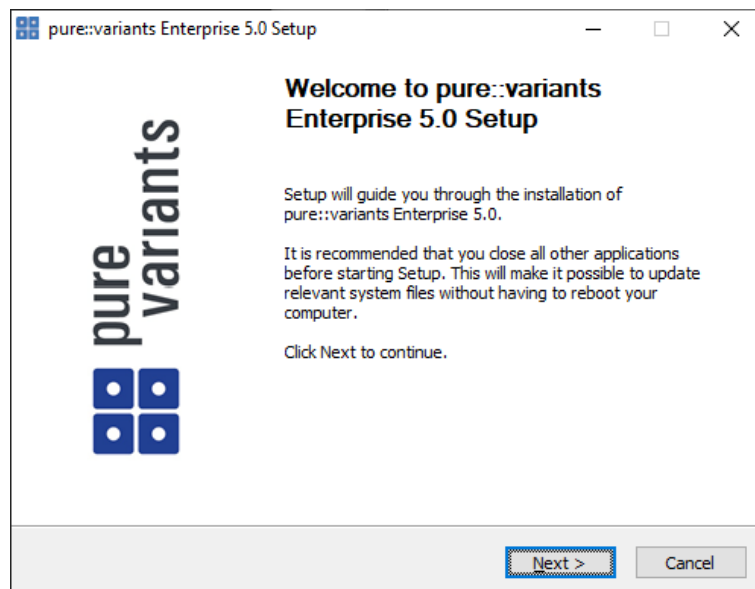 pure::variants Enterprise 5.0 Setup
Welcome to pure::variants
Enterprise 5.0 Setup
pure
variants
Setup will guide you through the installation of
pure::variants Enterprise 5.0.
It is recommended that you close all other applications
before starting Setup. This will make it possible to update
relevant system files without having to reboot your
computer.
Click Next to continue.
Next >
Cancel